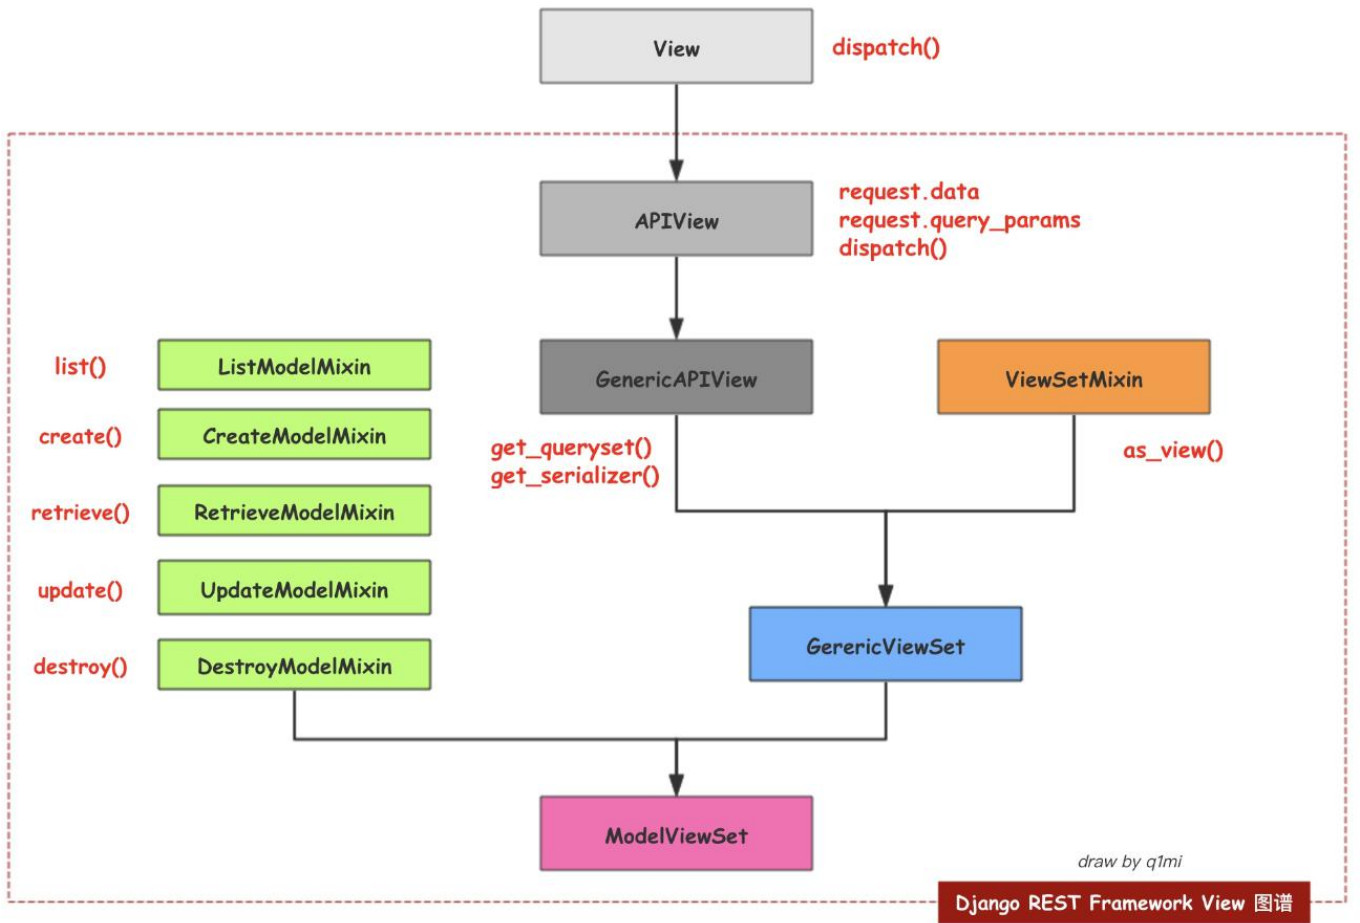 View
dispatch()
APIView
request.data
request.query_params
dispatch()
list()
ListModelMixin
GenericAPIView
ViewSetMixin
create()
CreateModelMixin
get_queryset()
get_serializer()
as_view()
retrieve()
RetrieveModelMixin
update()
UpdateModelMixin
GerericViewSet
destroy()
DestroyModelMixin
ModelViewSet
draw by q1mi
Django REST Framework View 图谱